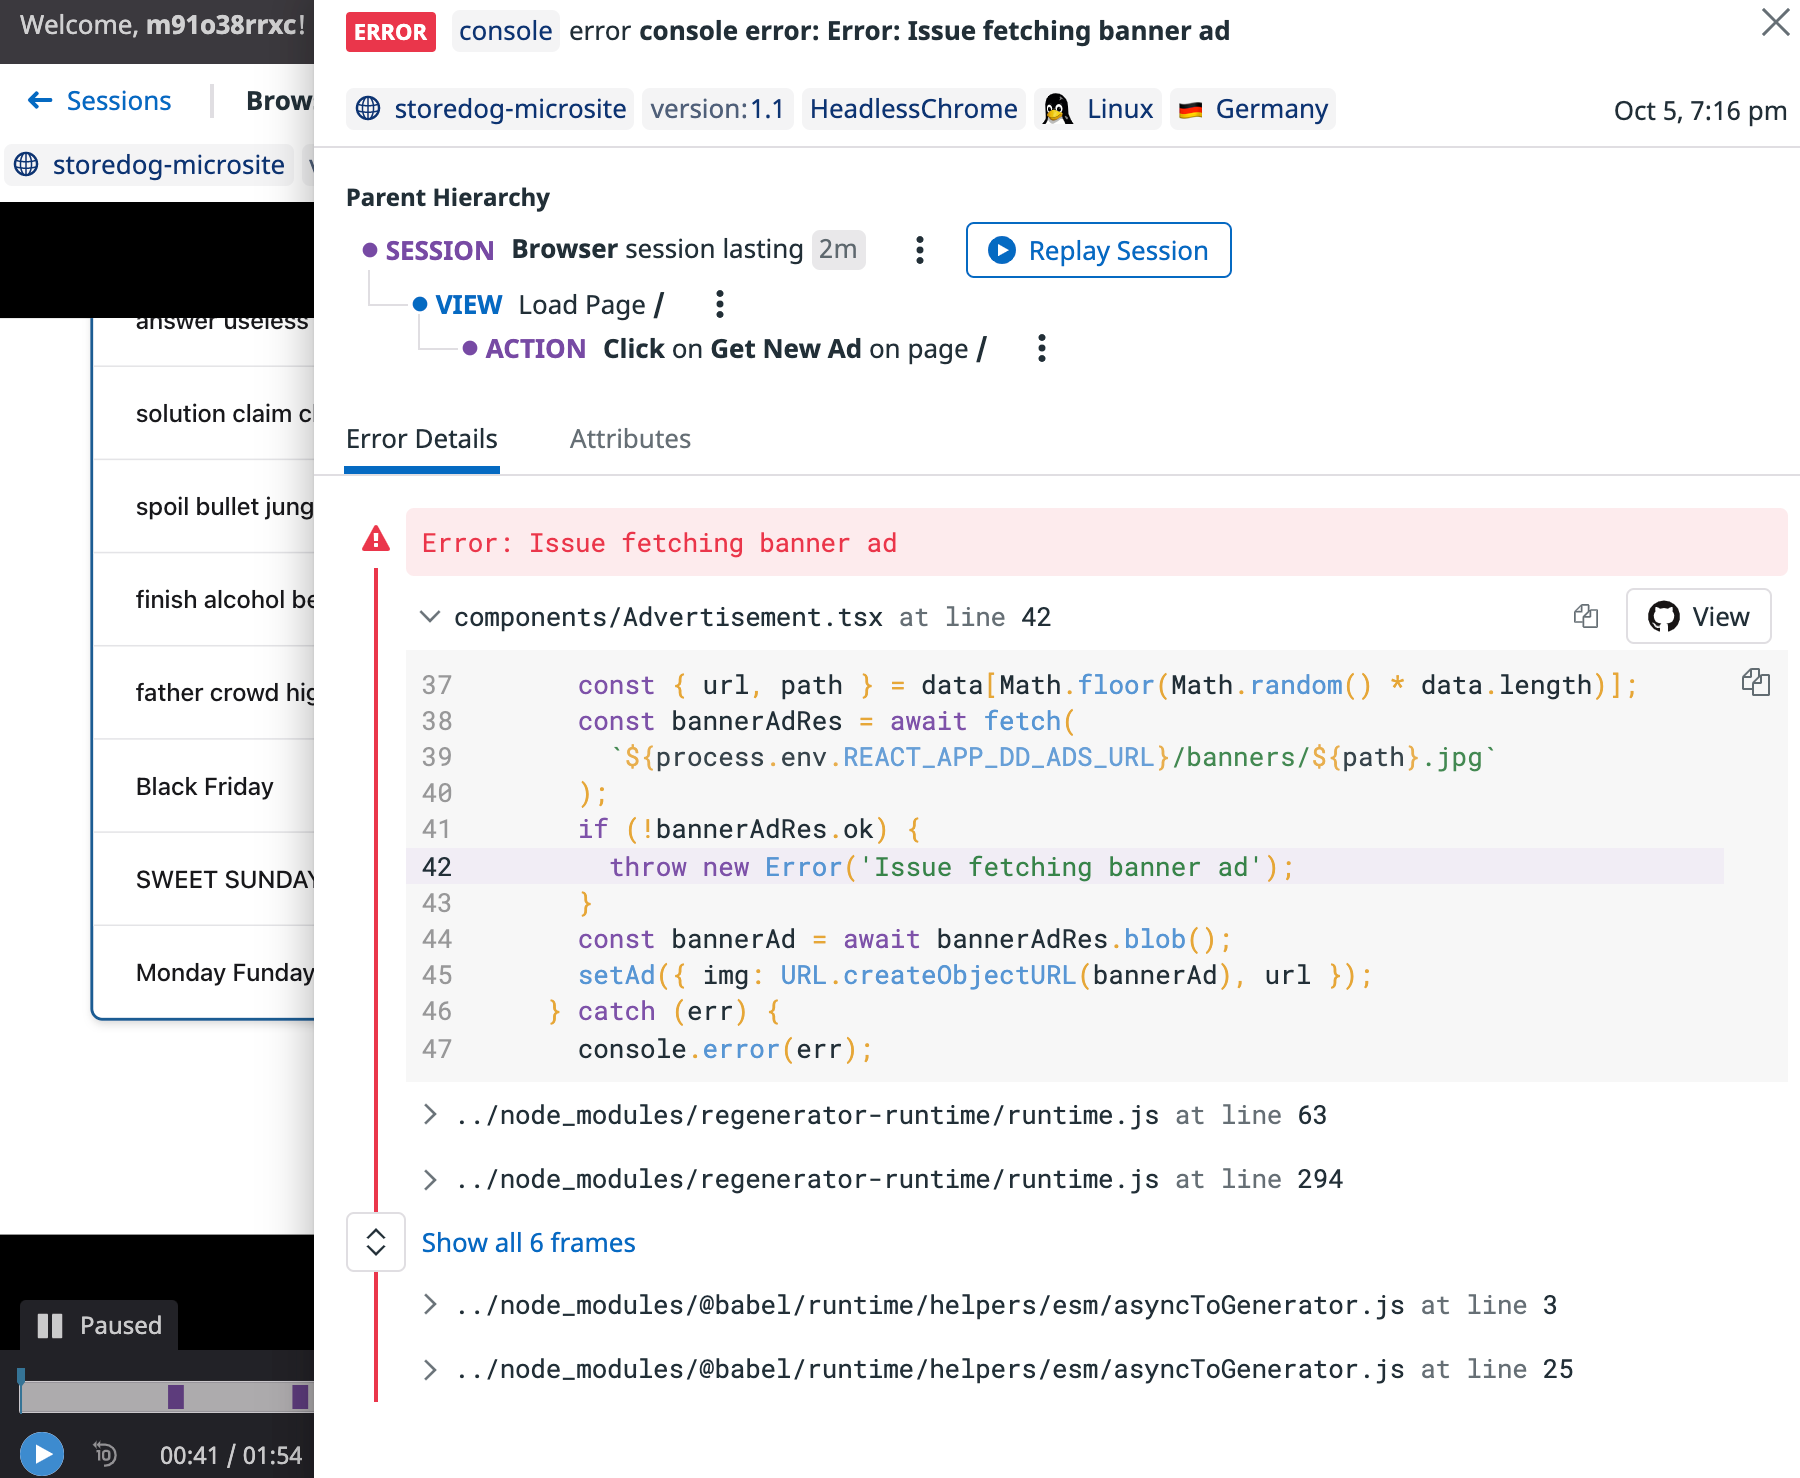 Welcome, m91o38rrxc!
← Sessions
Brow
storedog-microsite
answer useless
solution claim c
spoil bullet jung
finish alcohol be
father crowd hig
Black Friday
SWEET SUNDAY
Monday Funday
Paused
10
00:41 / 01:54
ERROR console error console error: Error: Issue fetching banner ad
storedog-microsite version:1.1 HeadlessChrome Linux Germany
Oct 5, 7:16 pm
Parent Hierarchy
SESSION Browser session lasting 2m
Replay Session
VIEW Load Page /
ACTION Click on Get New Ad on page /
Error Details
Attributes
Error: Issue fetching banner ad
components/Advertisement.tsx at line 42
View
37 const { url, path } = data[Math.floor(Math.random() * data.length)];
38 const bannerAdRes = await fetch(
39 `${process.env.REACT_APP_DD_ADS_URL}/banners/${path}.jpg`
40 );
41 if (!bannerAdRes.ok) {
42 throw new Error('Issue fetching banner ad');
43 }
44 const bannerAd = await bannerAdRes.blob();
45 setAd({ img: URL.createObjectURL(bannerAd), url });
46 } catch (err) {
47 console.error(err);
../node_modules/regenerator-runtime/runtime.js at line 63
../node_modules/regenerator-runtime/runtime.js at line 294
Show all 6 frames
../node_modules/@babel/runtime/helpers/esm/asyncToGenerator.js at line 3
../node_modules/@babel/runtime/helpers/esm/asyncToGenerator.js at line 25